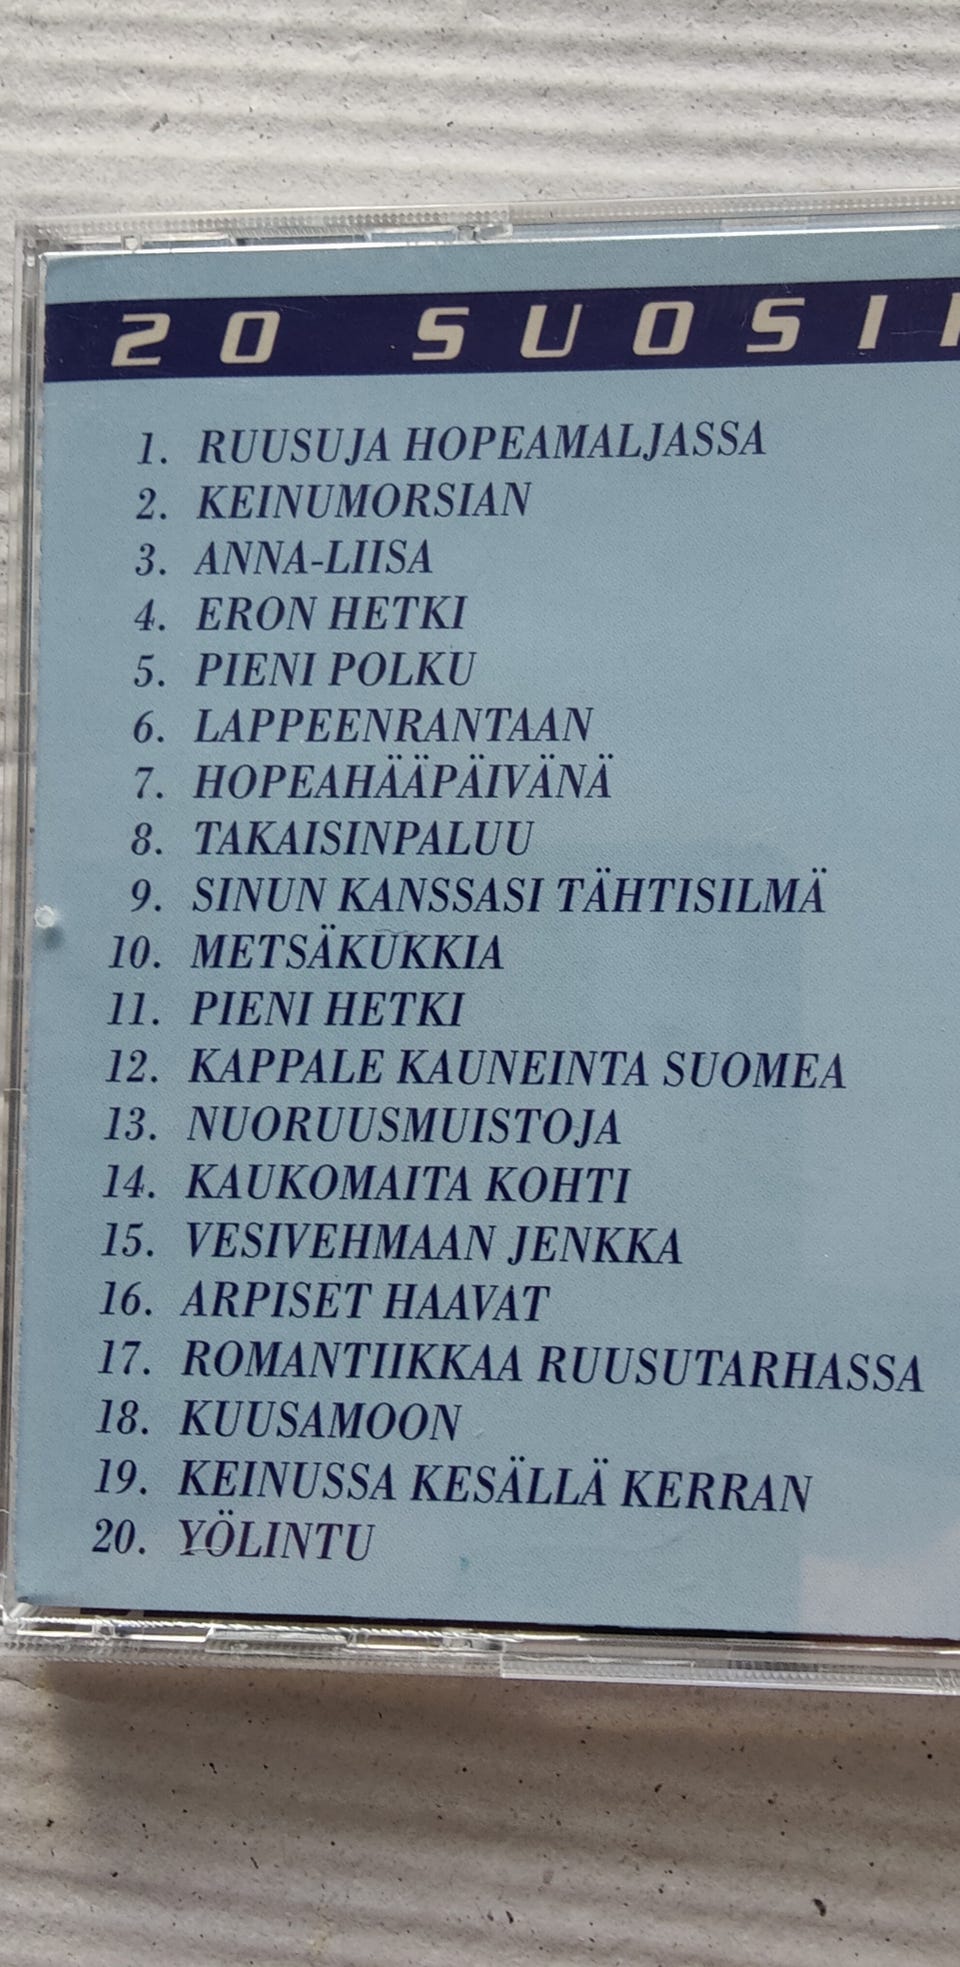 20 SUOSI
1. RUUSUJA HOPEAMALJASSA
2. KEINUMORSIAN
3. ANNA-LIISA
4. ERON HETKI
5. PIENI POLKU
6. LAPPEENRANTAAN
7. HOPEAHÄÄPÄIVÄNÄ
8. TAKAISINPALUU
9. SINUN KANSSASI TÄHTISILMÄ
10. METSÄKUKKIA
11. PIENI HETKI
12. KAPPALE KAUNEINTA SUOMEA
13. NUORUUSMUISTOJA
14. KAUKOMAITA KOHTI
15. VESIVEHMAAN JENKKA
16. ARPISET HAAVAT
17. ROMANTIIKKAA RUUSUTARHASSA
18. KUUSAMOON
19. KEINUSSA KESÄLLÄ KERRAN
20. YÖLINTU